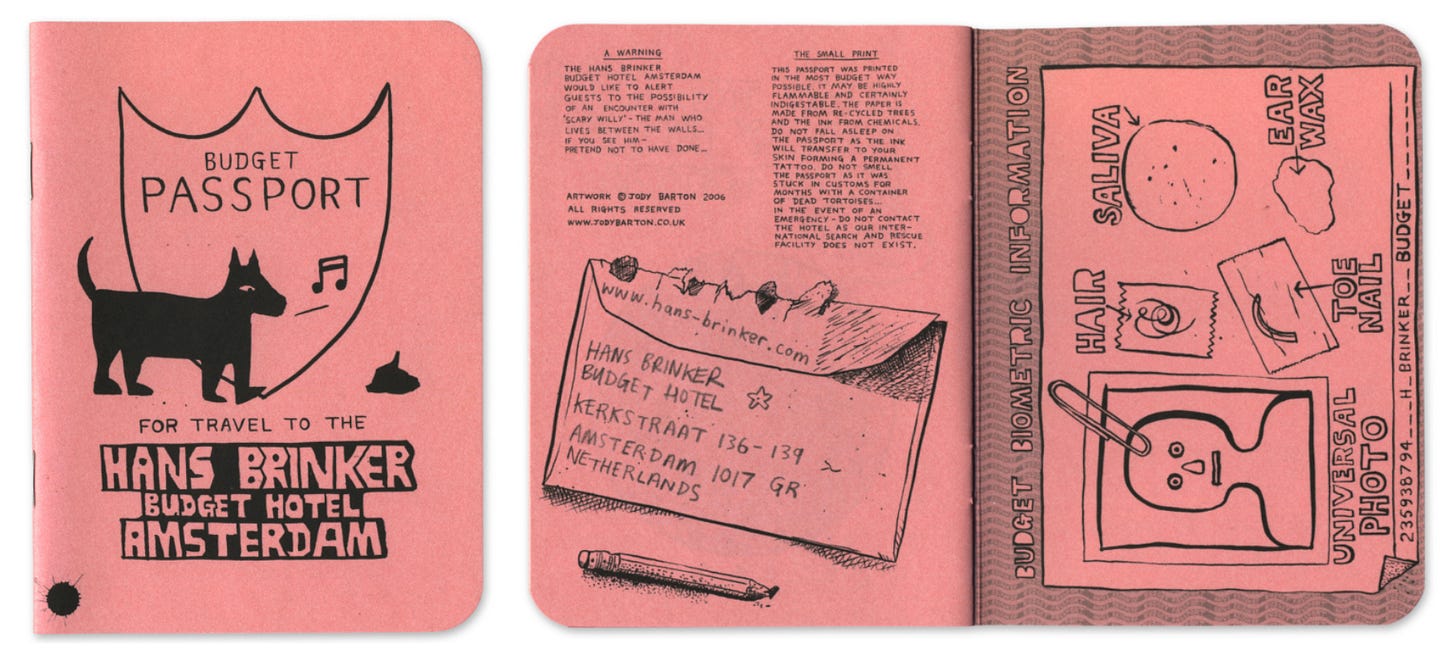 BUDGET
PASSPORT
FOR TRAVEL TO THE
HANS BRINKER
BUDGET HOTEL
AMSTERDAM
A WARNING
THE HANS BRINKER
BUDGET HOTEL AMSTERDAM
WOULD LIKE TO ALERT
GUESTS TO THE POSSIBILITY
OF AN ENCOUNTER WITH
'SCARY WILLY' - THE MAN WHO
LIVES BETWEEN THE WALLS...
IF YOU SEE HIM -
PRETEND NOT TO HAVE DONE...
ARTWORK © JODY BARTON 2006
ALL RIGHTS RESERVED
WWW.JODYBARTON.CO.UK
THE SMALL PRINT
THIS PASSPORT WAS PRINTED
IN THE MOST BUDGET WAY
POSSIBLE. IT MAY BE HIGHLY
FLAMMABLE AND CERTAINLY
INDIGESTABLE. THE PAPER IS
MADE FROM RE-CYCLED TREES
AND THE INK FROM CHEMICALS.
DO NOT FALL ASLEEP ON
THE PASSPORT AS THE INK
WILL TRANSFER TO YOUR
SKIN FORMING A PERMANENT
TATTOO. DO NOT SMELL
THE PASSPORT AS IT WAS
STUCK IN CUSTOMS FOR
MONTHS WITH A CONTAINER
OF DEAD TORTOISES...
IN THE EVENT OF AN
EMERGENCY - DO NOT CONTACT
THE HOTEL AS OUR INTER-
NATIONAL SEARCH AND RESCUE
FACILITY DOES NOT EXIST.
www.hans-brinker.com
HANS BRINKER
BUDGET HOTEL
KERKSTRAAT 136-139
AMSTERDAM 1017 GR
NETHERLANDS
BUDGET BIOMETRIC INFORMATION
SALIVA
EAR
WAX
HAIR
TOE
NAIL
UNIVERSAL
PHOTO
235938794___H_BRINKER__BUDGET______